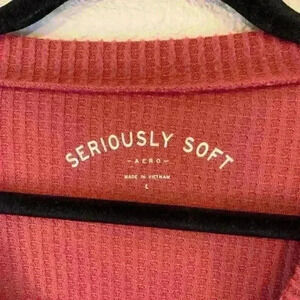 SERIOUSLY SOFT
- AERO -
MADE IN VIETNAM
L